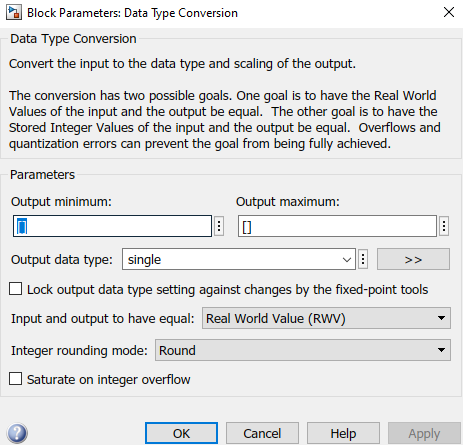 Block Parameters: Data Type Conversion
Data Type Conversion
Convert the input to the data type and scaling of the output.
The conversion has two possible goals. One goal is to have the Real World
Values of the input and the output be equal.  The other goal is to have the
Stored Integer Values of the input and the output be equal.  Overflows and
quantization errors can prevent the goal from being fully achieved.
Parameters
Output minimum: Output maximum:
[] []
Output data type: single >>
Lock output data type setting against changes by the fixed-point tools
Input and output to have equal: Real World Value (RWV)
Integer rounding mode: Round
Saturate on integer overflow
OK Cancel Help Apply